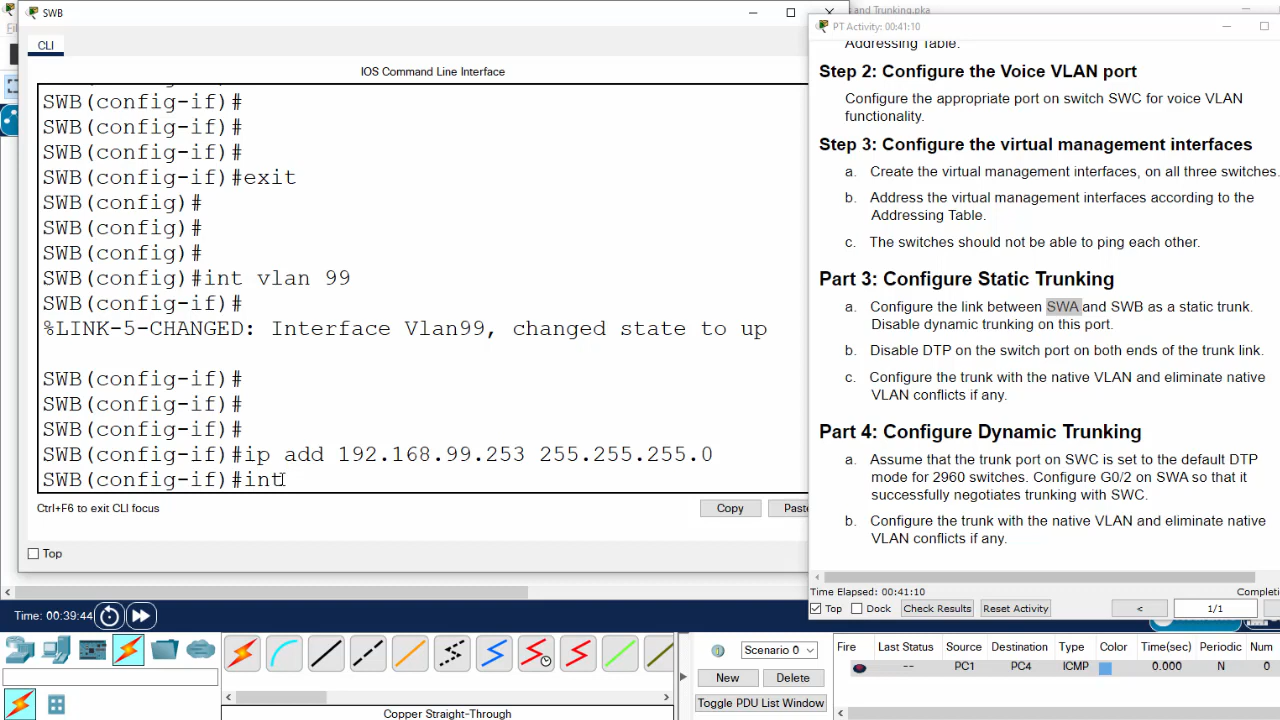 SWB
and Trunking.pka
PT Activity: 00:41:10
CLI
IOS Command Line Interface
SWB(config-if)#
SWB(config-if)#
SWB(config-if)#
SWB(config-if)#exit
SWB(config)#
SWB(config)#
SWB(config)#
SWB(config)#int vlan 99
SWB(config-if)#
%LINK-5-CHANGED: Interface Vlan99, changed state to up
SWB(config-if)#
SWB(config-if)#
SWB(config-if)#
SWB(config-if)#ip add 192.168.99.253 255.255.255.0
SWB(config-if)#int
Ctrl+F6 to exit CLI focus
Copy
Paste
Top
Addressing Table.
Step 2: Configure the Voice VLAN port
Configure the appropriate port on switch SWC for voice VLAN
functionality.
Step 3: Configure the virtual management interfaces
a. Create the virtual management interfaces, on all three switches.
b. Address the virtual management interfaces according to the
Addressing Table.
c. The switches should not be able to ping each other.
Part 3: Configure Static Trunking
a. Configure the link between SWA and SWB as a static trunk.
Disable dynamic trunking on this port.
b. Disable DTP on the switch port on both ends of the trunk link.
c. Configure the trunk with the native VLAN and eliminate native
VLAN conflicts if any.
Part 4: Configure Dynamic Trunking
a. Assume that the trunk port on SWC is set to the default DTP
mode for 2960 switches. Configure G0/2 on SWA so that it
successfully negotiates trunking with SWC.
b. Configure the trunk with the native VLAN and eliminate native
VLAN conflicts if any.
Time Elapsed: 00:41:10
Completi
Top Dock Check Results Reset Activity < 1/1
Time: 00:39:44
Scenario 0
New Delete
Toggle PDU List Window
Fire Last Status Source Destination Type Color Time(sec) Periodic Num
-- PC1 PC4 ICMP 0.000 N 0
Copper Straight-Through